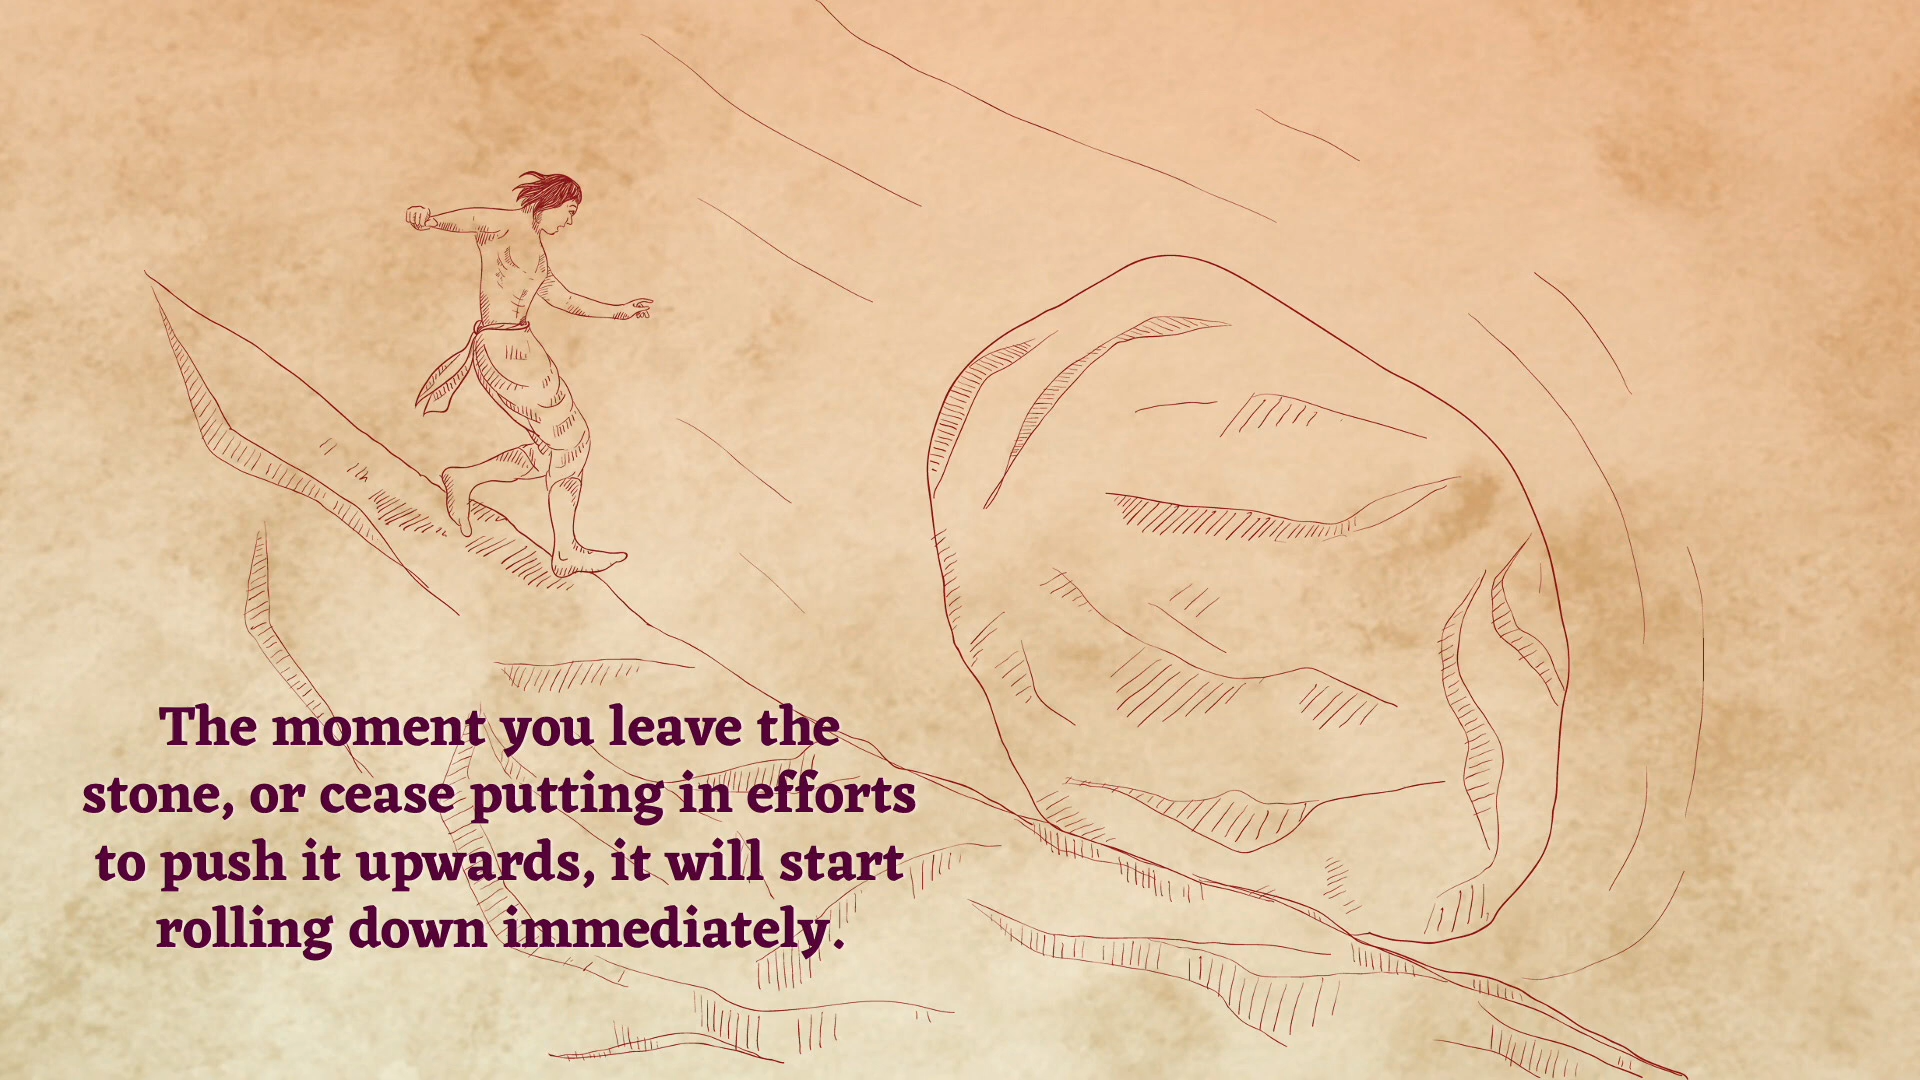 The moment you leave the
stone, or cease putting in efforts
to push it upwards, it will start
rolling down immediately.